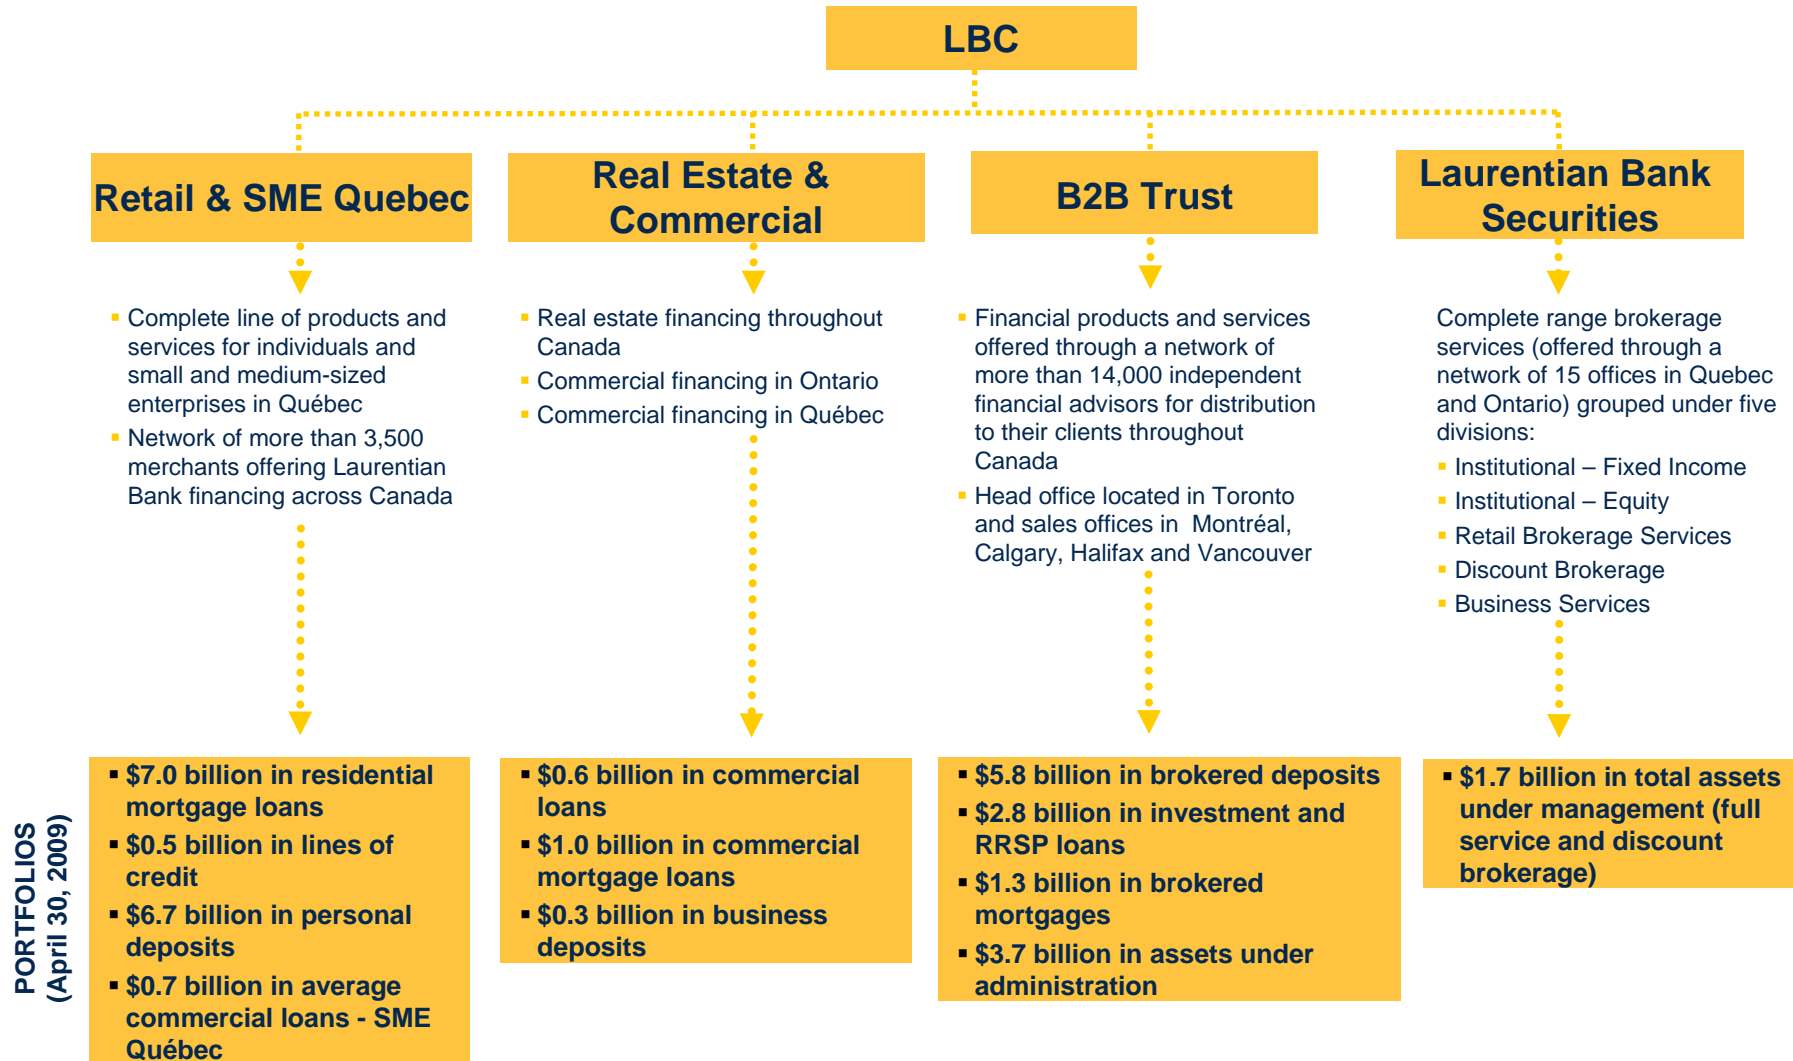 LBC
Retail & SME Quebec
Real Estate &
Commercial
B2B Trust
Laurentian Bank
Securities
▪ Complete line of products and
services for individuals and
small and medium-sized
enterprises in Québec
▪ Network of more than 3,500
merchants offering Laurentian
Bank financing across Canada
▪ Real estate financing throughout
Canada
▪ Commercial financing in Ontario
▪ Commercial financing in Québec
▪ Financial products and services
offered through a network of
more than 14,000 independent
financial advisors for distribution
to their clients throughout
Canada
▪ Head office located in Toronto
and sales offices in Montréal,
Calgary, Halifax and Vancouver
Complete range brokerage
services (offered through a
network of 15 offices in Quebec
and Ontario) grouped under five
divisions:
▪ Institutional – Fixed Income
▪ Institutional – Equity
▪ Retail Brokerage Services
▪ Discount Brokerage
▪ Business Services
PORTFOLIOS
(April 30, 2009)
▪ $7.0 billion in residential
mortgage loans
▪ $0.5 billion in lines of
credit
▪ $6.7 billion in personal
deposits
▪ $0.7 billion in average
commercial loans - SME
Québec
▪ $0.6 billion in commercial
loans
▪ $1.0 billion in commercial
mortgage loans
▪ $0.3 billion in business
deposits
▪ $5.8 billion in brokered deposits
▪ $2.8 billion in investment and
RRSP loans
▪ $1.3 billion in brokered
mortgages
▪ $3.7 billion in assets under
administration
▪ $1.7 billion in total assets
under management (full
service and discount
brokerage)